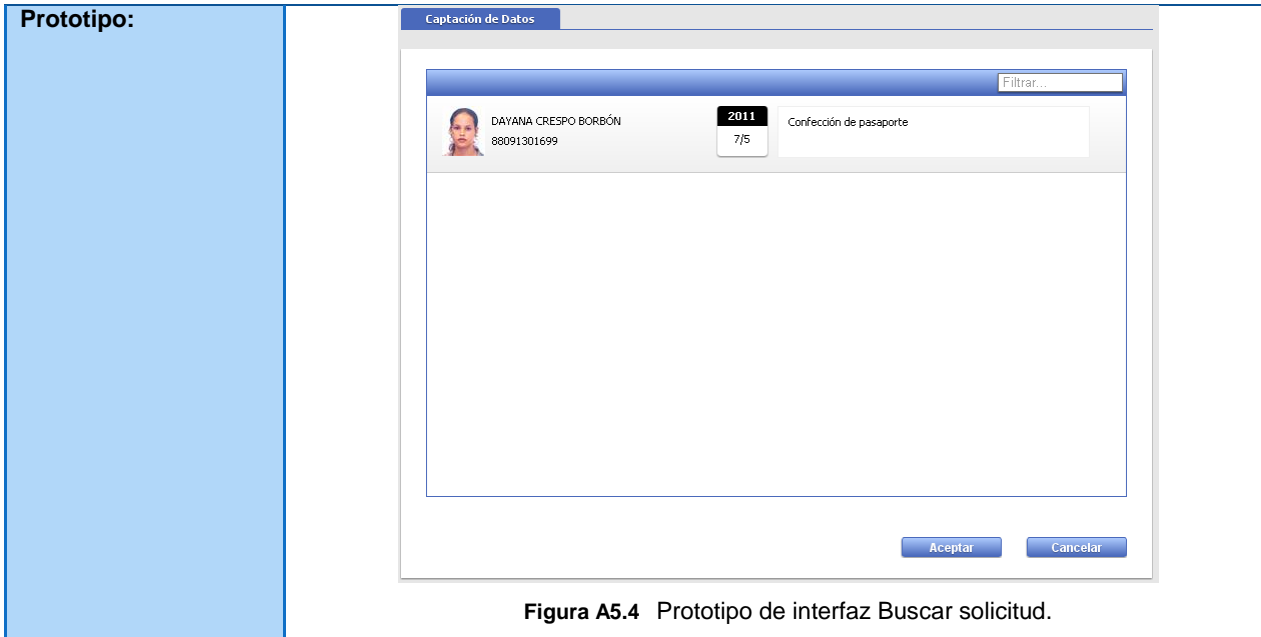 Prototipo:
Captación de Datos
Filtrar...
DAYANA CRESPO BORBÓN
88091301699
2011
7/5
Confección de pasaporte
Aceptar
Cancelar
Figura A5.4 Prototipo de interfaz Buscar solicitud.